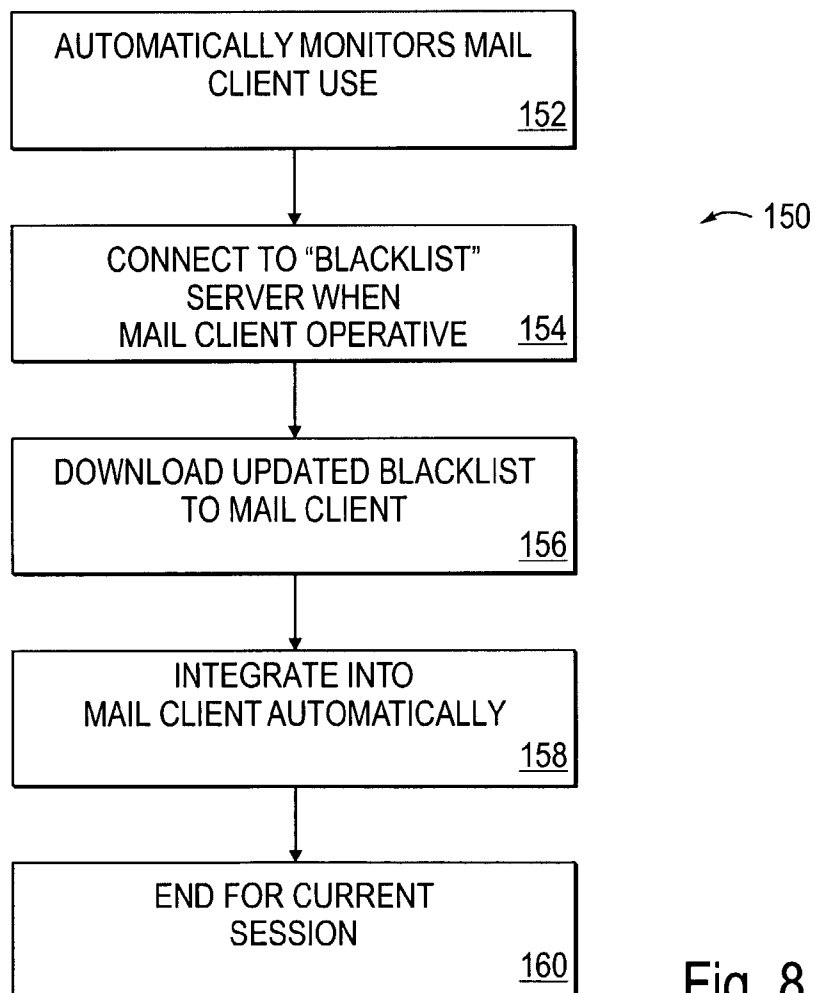 AUTOMATICALLY MONITORS MAIL
CLIENT USE
152
150
CONNECT TO “BLACKLIST”
SERVER WHEN
MAIL CLIENT OPERATIVE
154
DOWNLOAD UPDATED BLACKLIST
TO MAIL CLIENT
156
INTEGRATE INTO
MAIL CLIENT AUTOMATICALLY
158
END FOR CURRENT
SESSION
160
Fig. 8